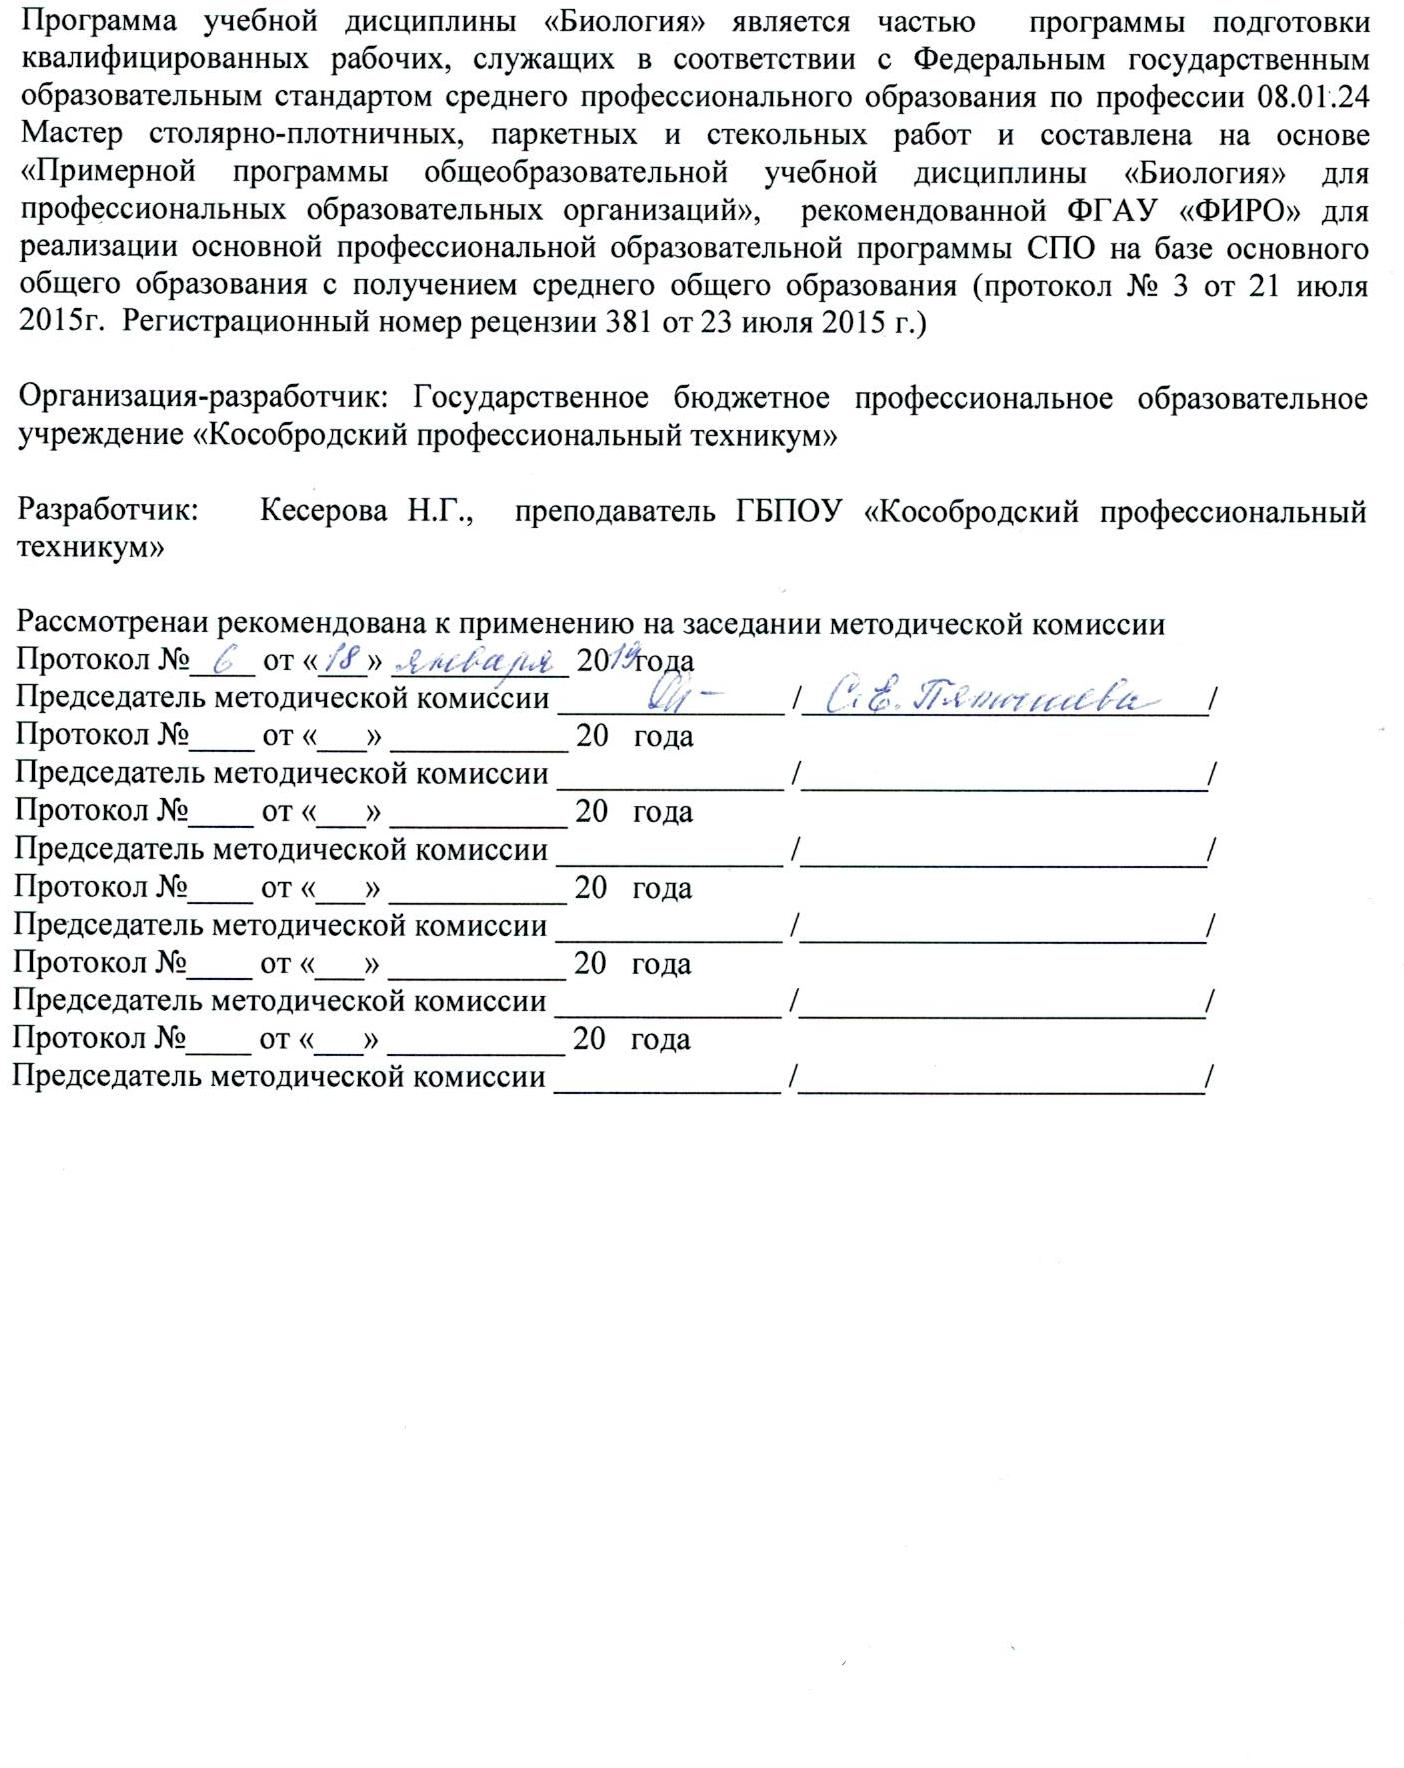 Программа учебной дисциплины «Биология» является частью программы подготовки
квалифицированных рабочих, служащих в соответствии с Федеральным государственным
образовательным стандартом среднего профессионального образования по профессии 08.01.24
Мастер столярно-плотничных, паркетных и стекольных работ и составлена на основе
«Примерной программы общеобразовательной учебной дисциплины «Биология» для
профессиональных образовательных организаций», рекомендованной ФГАУ «ФИРО» для
реализации основной профессиональной образовательной программы СПО на базе основного
общего образования с получением среднего общего образования (протокол № 3 от 21 июля
2015г. Регистрационный номер рецензии 381 от 23 июля 2015 г.)
Организация-разработчик: Государственное бюджетное профессиональное образовательное
учреждение «Кособродский профессиональный техникум»
Разработчик: Кесерова Н.Г., преподаватель ГБПОУ «Кособродский профессиональный
техникум»
Рассмотренаи рекомендована к применению на заседании методической комиссии
Протокол № 6 от «18» января 2019года
Председатель методической комиссии ______________ / С.Е. /
Протокол №____ от «___» ___________ 20 года
Председатель методической комиссии ______________ /_________________________/
Протокол №____ от «___» ___________ 20 года
Председатель методической комиссии ______________ /_________________________/
Протокол №____ от «___» ___________ 20 года
Председатель методической комиссии ______________ /_________________________/
Протокол №____ от «___» ___________ 20 года
Председатель методической комиссии ______________ /_________________________/
Протокол №____ от «___» ___________ 20 года
Председатель методической комиссии ______________ /_________________________/